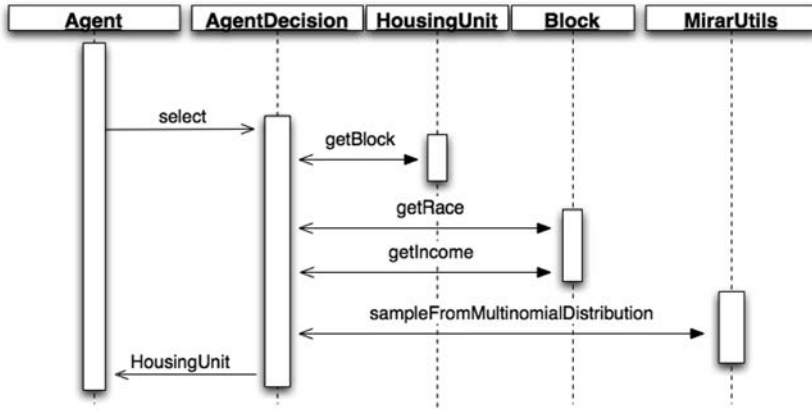 Agent
AgentDecision
HousingUnit
Block
MirarUtils
select
getBlock
getRace
getIncome
sampleFromMultinomialDistribution
HousingUnit